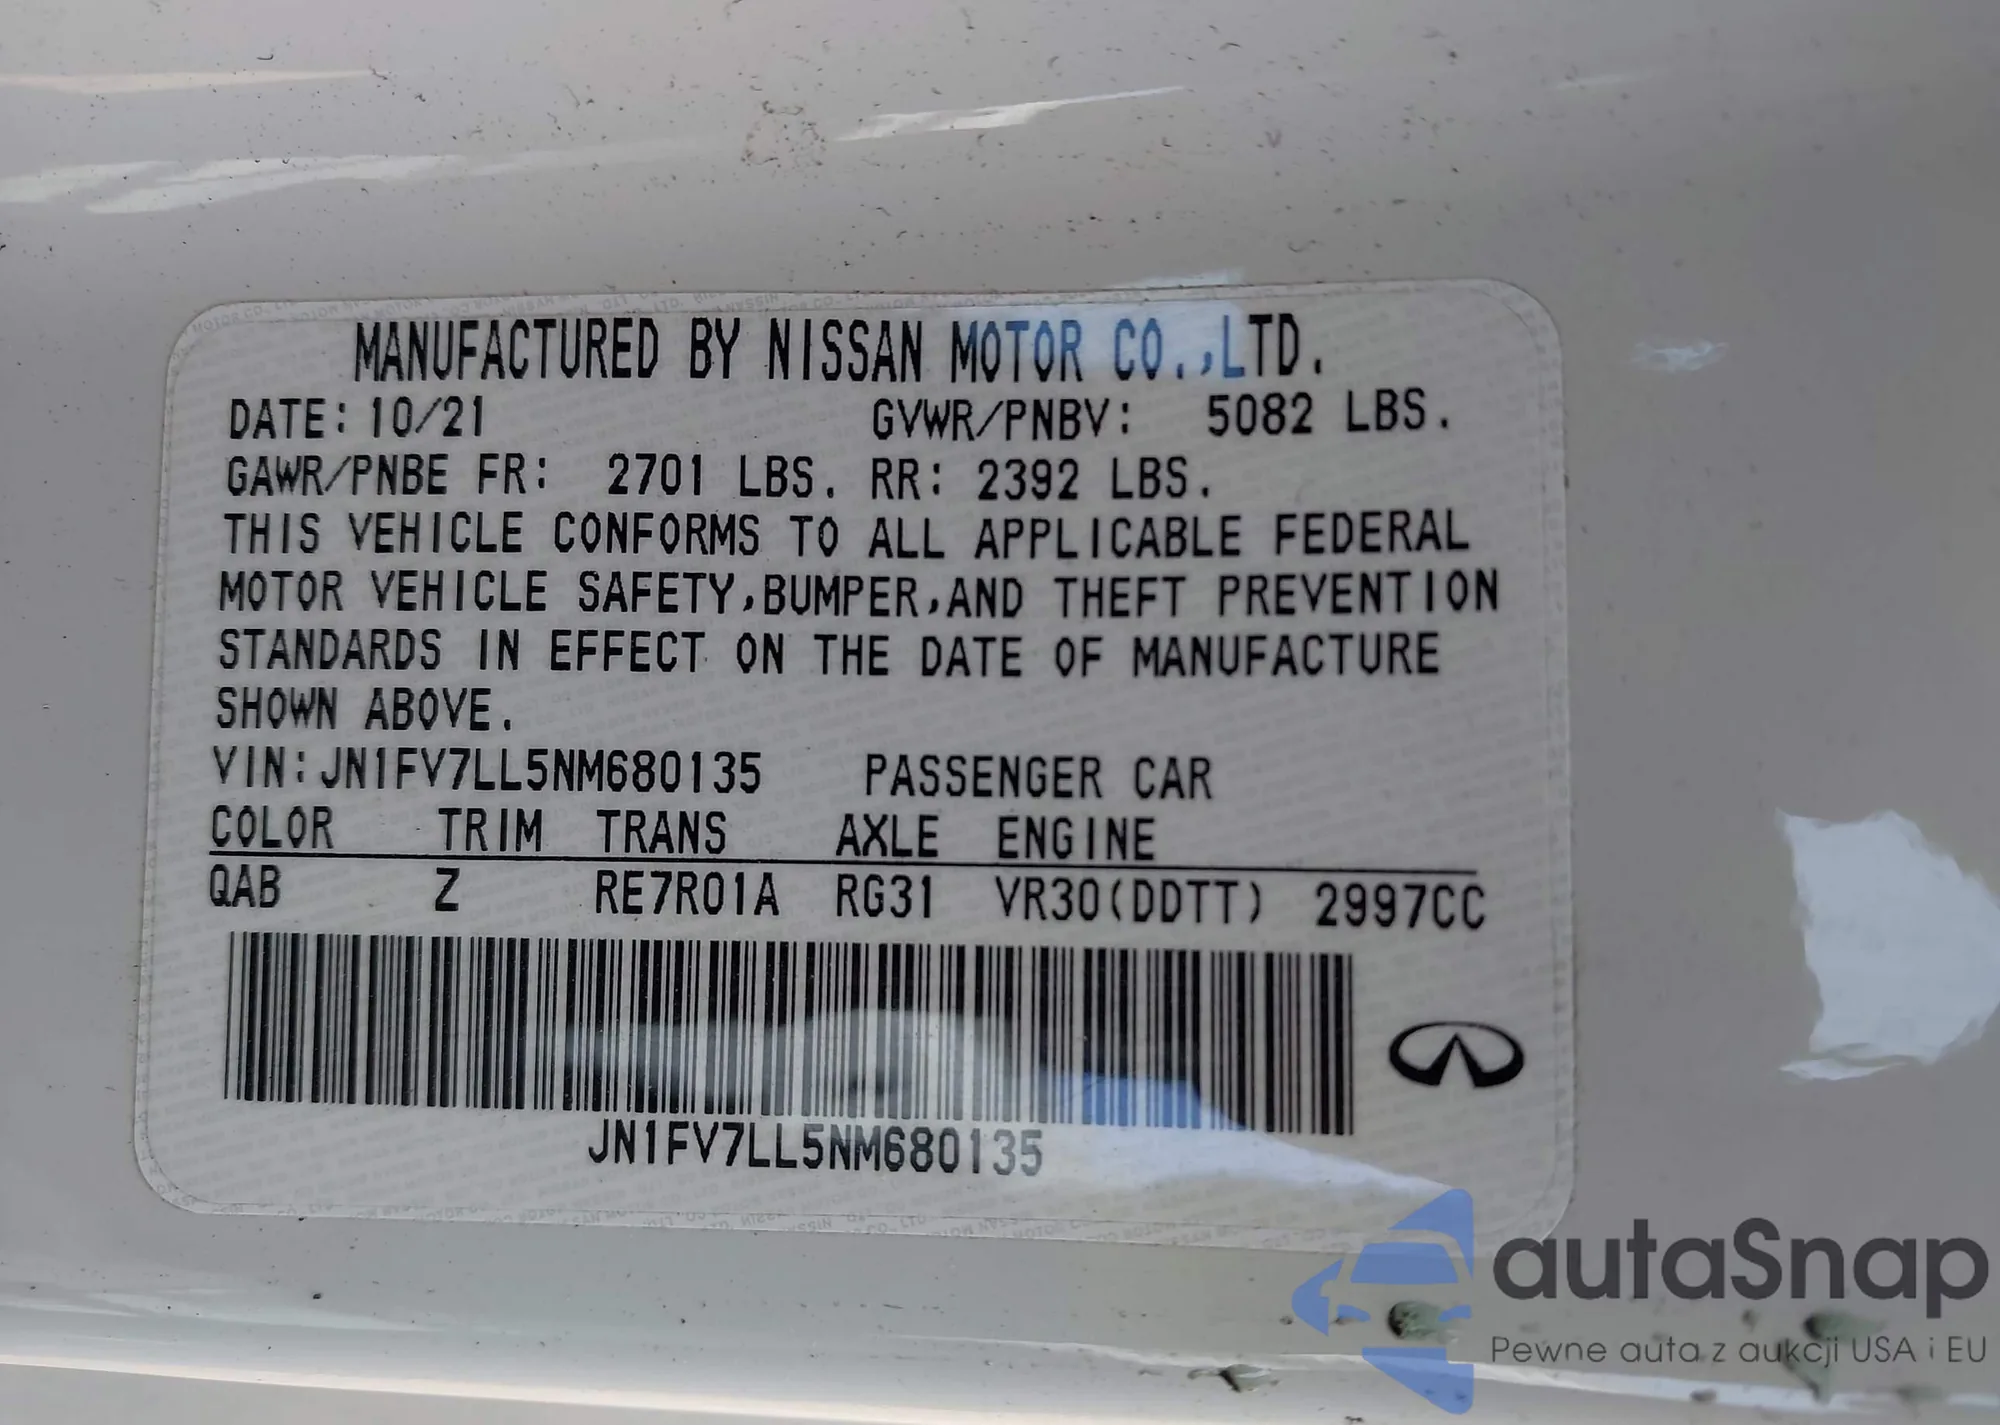 MANUFACTURED BY NISSAN MOTOR CO.,LTD.
DATE: 10/21 GVWR/PNBV: 5082 LBS.
GAWR/PNBE FR: 2701 LBS. RR: 2392 LBS.
THIS VEHICLE CONFORMS TO ALL APPLICABLE FEDERAL
MOTOR VEHICLE SAFETY,BUMPER,AND THEFT PREVENTION
STANDARDS IN EFFECT ON THE DATE OF MANUFACTURE
SHOWN ABOVE.
VIN:JN1FV7LL5NM680135 PASSENGER CAR
COLOR TRIM TRANS AXLE ENGINE
QAB Z RE7R01A RG31 VR30(DDTT) 2997CC
JN1FV7LL5NM680135
autaSnap
Pewne auta z aukcji USA i EU